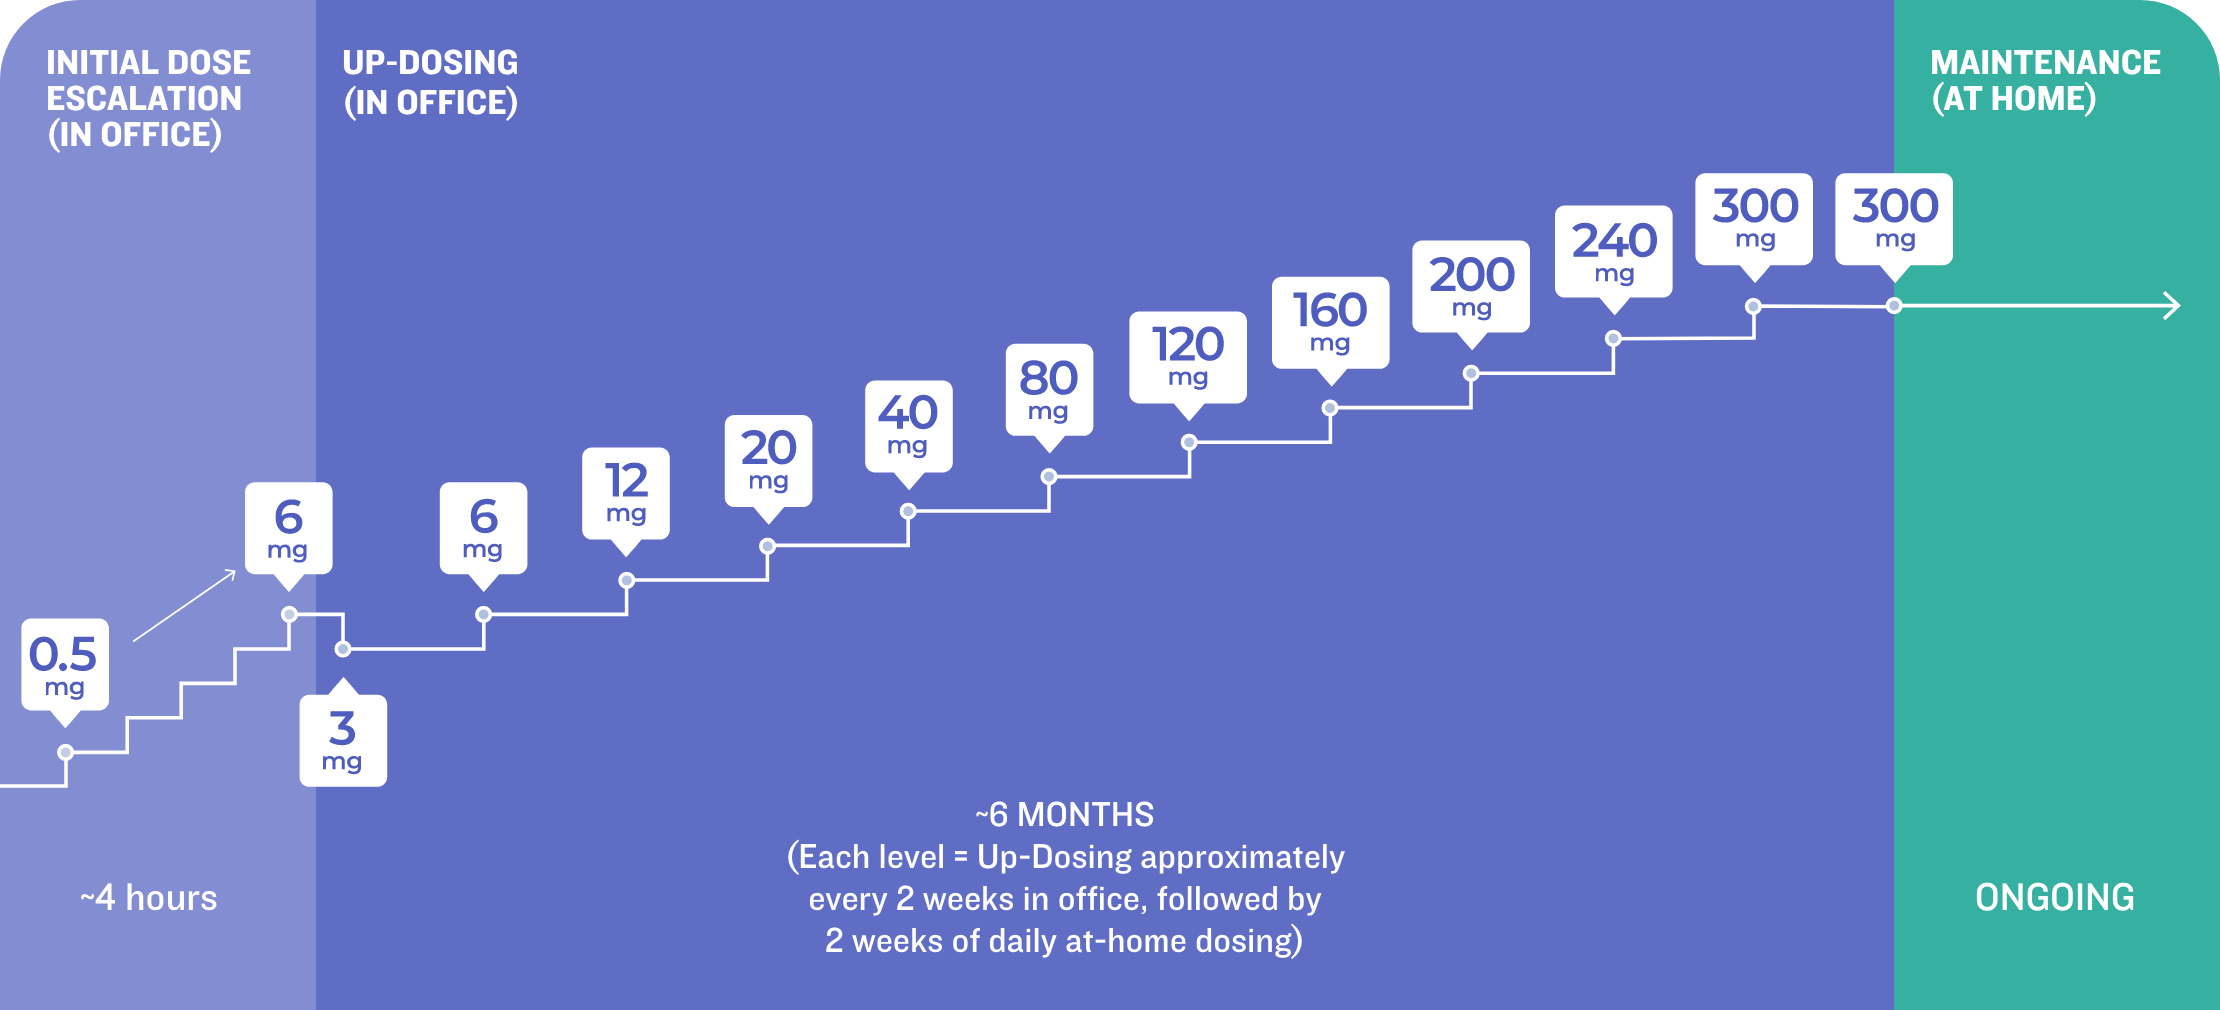 INITIAL DOSE
ESCALATION
(IN OFFICE)
UP-DOSING
(IN OFFICE)
MAINTENANCE
(AT HOME)
0.5
mg
6
mg
3
mg
6
mg
12
mg
20
mg
40
mg
80
mg
120
mg
160
mg
200
mg
240
mg
300
mg
300
mg
~4 hours
~6 MONTHS
(Each level = Up-Dosing approximately
every 2 weeks in office, followed by
2 weeks of daily at-home dosing)
ONGOING